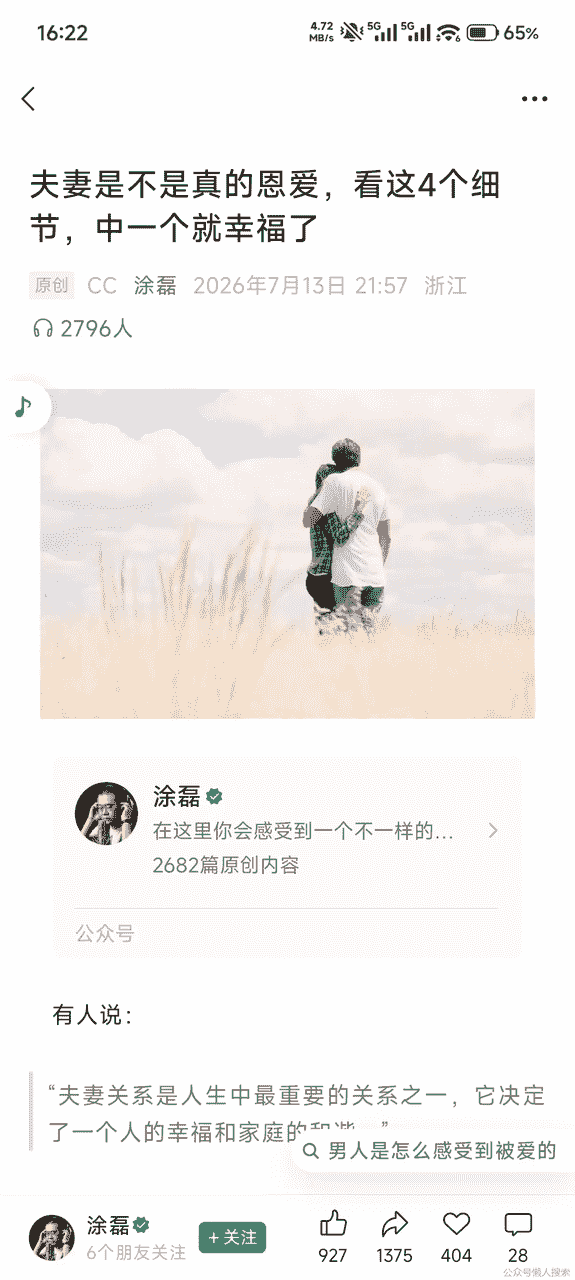 16:22
4.72 MB/s 5G 5G 6 65%
夫妻是不是真的恩爱，看这4个细
节，中一个就幸福了
原创 CC 涂磊 2026年7月13日 21:57 浙江
2796人
涂磊
在这里你会感受到一个不一样的...
2682篇原创内容
公众号
有人说：
“夫妻关系是人生中最重要的关系之一，它决定
了一个人的幸福和家庭的和谐。”
男人是怎么感受到被爱的
涂磊
6个朋友关注
+ 关注
927 1375 404 28
公众号懒人搜索